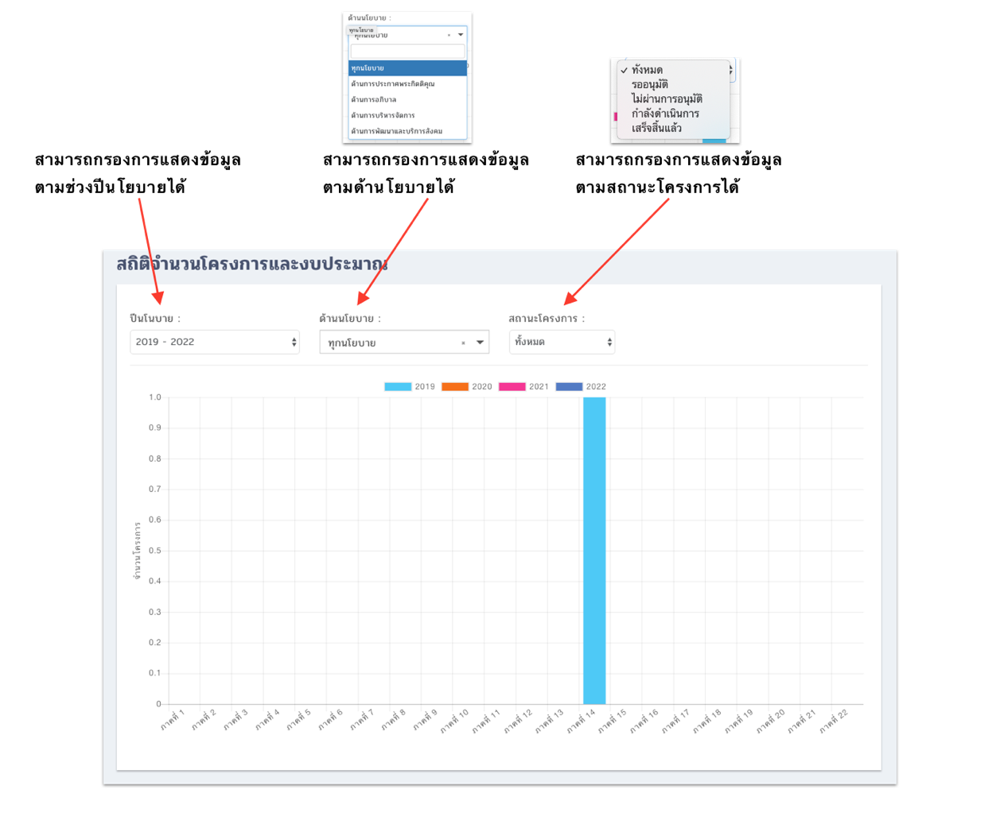 ด้านนโยบาย :
ทุกนโยบาย
ทุกนโยบาย
ทุกนโยบาย
ด้านการประกาศพระกิตติคุณ
ด้านการอภิบาล
ด้านการบริหารจัดการ
ด้านการพัฒนาและบริการสังคม
✓ ทั้งหมด
รออนุมัติ
ไม่ผ่านการอนุมัติ
กำลังดำเนินการ
เสร็จสิ้นแล้ว
สามารถกรองการแสดงข้อมูล
ตามช่วงปีนโยบายได้
สามารถกรองการแสดงข้อมูล
ตามด้านนโยบายได้
สามารถกรองการแสดงข้อมูล
ตามสถานะโครงการได้
สถิติจำนวนโครงการและงบประมาณ
ปีนโนบาย :
ด้านนโยบาย :
สถานะโครงการ :
2019 - 2022
ทุกนโยบาย
ทั้งหมด
2019 2020 2021 2022
1.0
0.9
0.8
0.7
0.6
0.5
0.4
0.3
0.2
0.1
0
จำนวนโครงการ
ภาคที่ 1 ภาคที่ 2 ภาคที่ 3 ภาคที่ 4 ภาคที่ 5 ภาคที่ 6 ภาคที่ 7 ภาคที่ 8 ภาคที่ 9 ภาคที่ 10 ภาคที่ 11 ภาคที่ 12 ภาคที่ 13 ภาคที่ 14 ภาคที่ 15 ภาคที่ 16 ภาคที่ 17 ภาคที่ 18 ภาคที่ 19 ภาคที่ 20 ภาคที่ 21 ภาคที่ 22